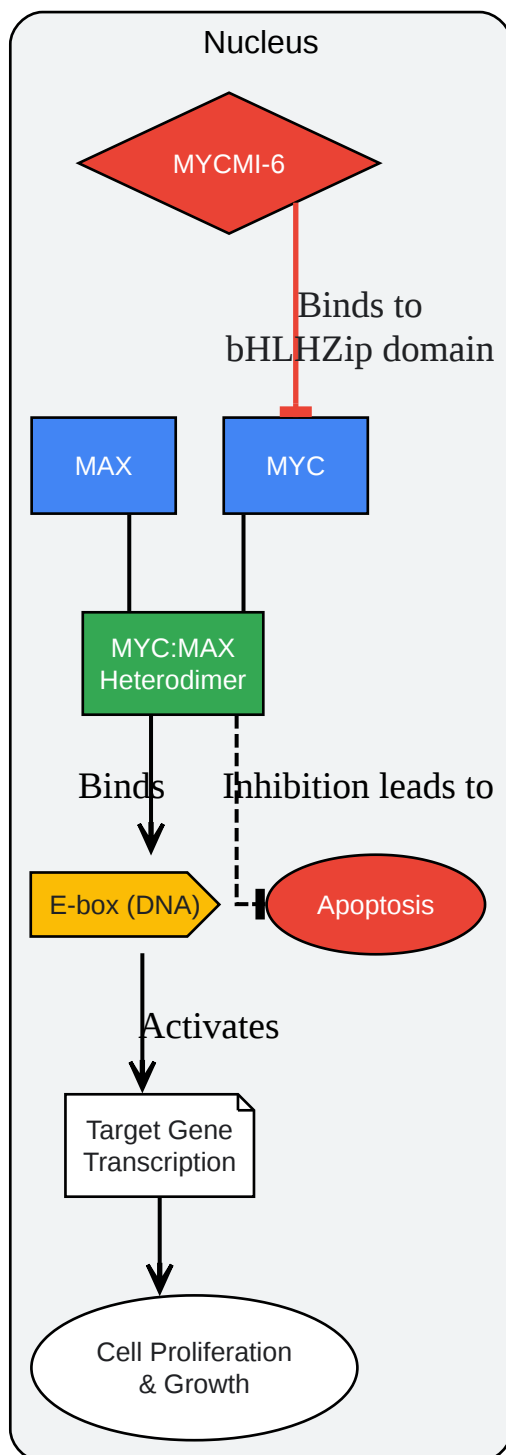 Nucleus
MYCMI-6
Binds to
bHLHZip domain
MAX
MYC
MYC:MAX
Heterodimer
Binds
Inhibition leads to
E-box (DNA)
Apoptosis
Activates
Target Gene
Transcription
Cell Proliferation
& Growth